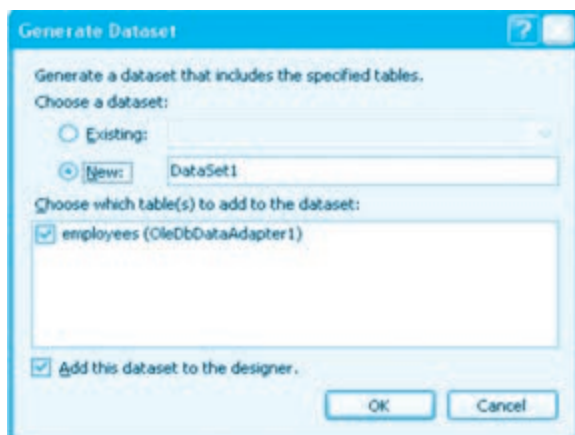 Generate Dataset
Generate a dataset that includes the specified tables.
Choose a dataset:
Existing:
New: DataSet1
Choose which table(s) to add to the dataset:
employees (OleDbDataAdapter1)
Add this dataset to the designer.
OK Cancel